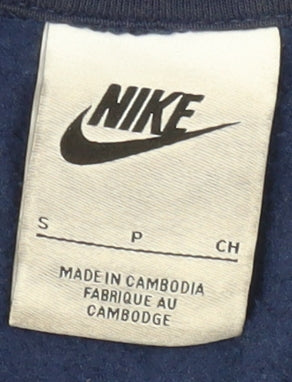 NIKE
S P CH
MADE IN CAMBODIA
FABRIQUE AU
CAMBODGE